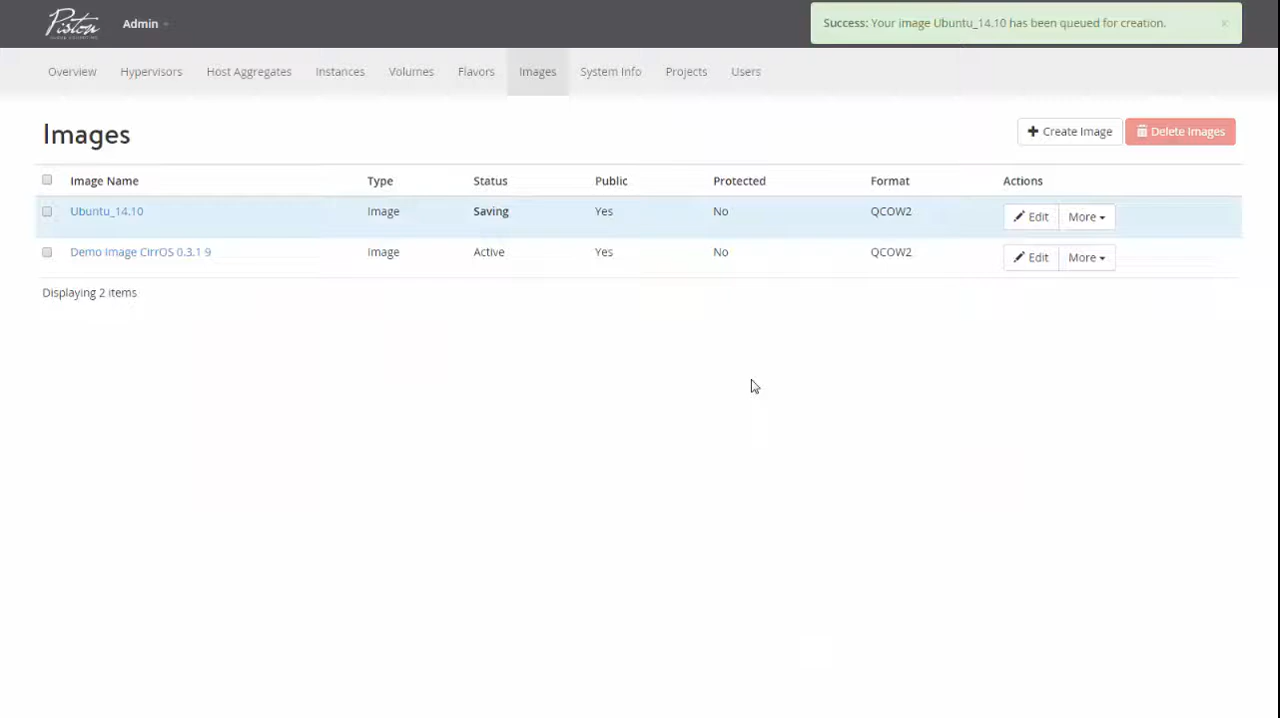 Piston
Admin
Success: Your image Ubuntu_14.10 has been queued for creation. ×
Overview Hypervisors Host Aggregates Instances Volumes Flavors Images System Info Projects Users
Images
Create Image Delete Images
Image Name Type Status Public Protected Format Actions
Ubuntu_14.10 Image Saving Yes No QCOW2 Edit More
Demo Image CirrOS 0.3.1 9 Image Active Yes No QCOW2 Edit More
Displaying 2 items